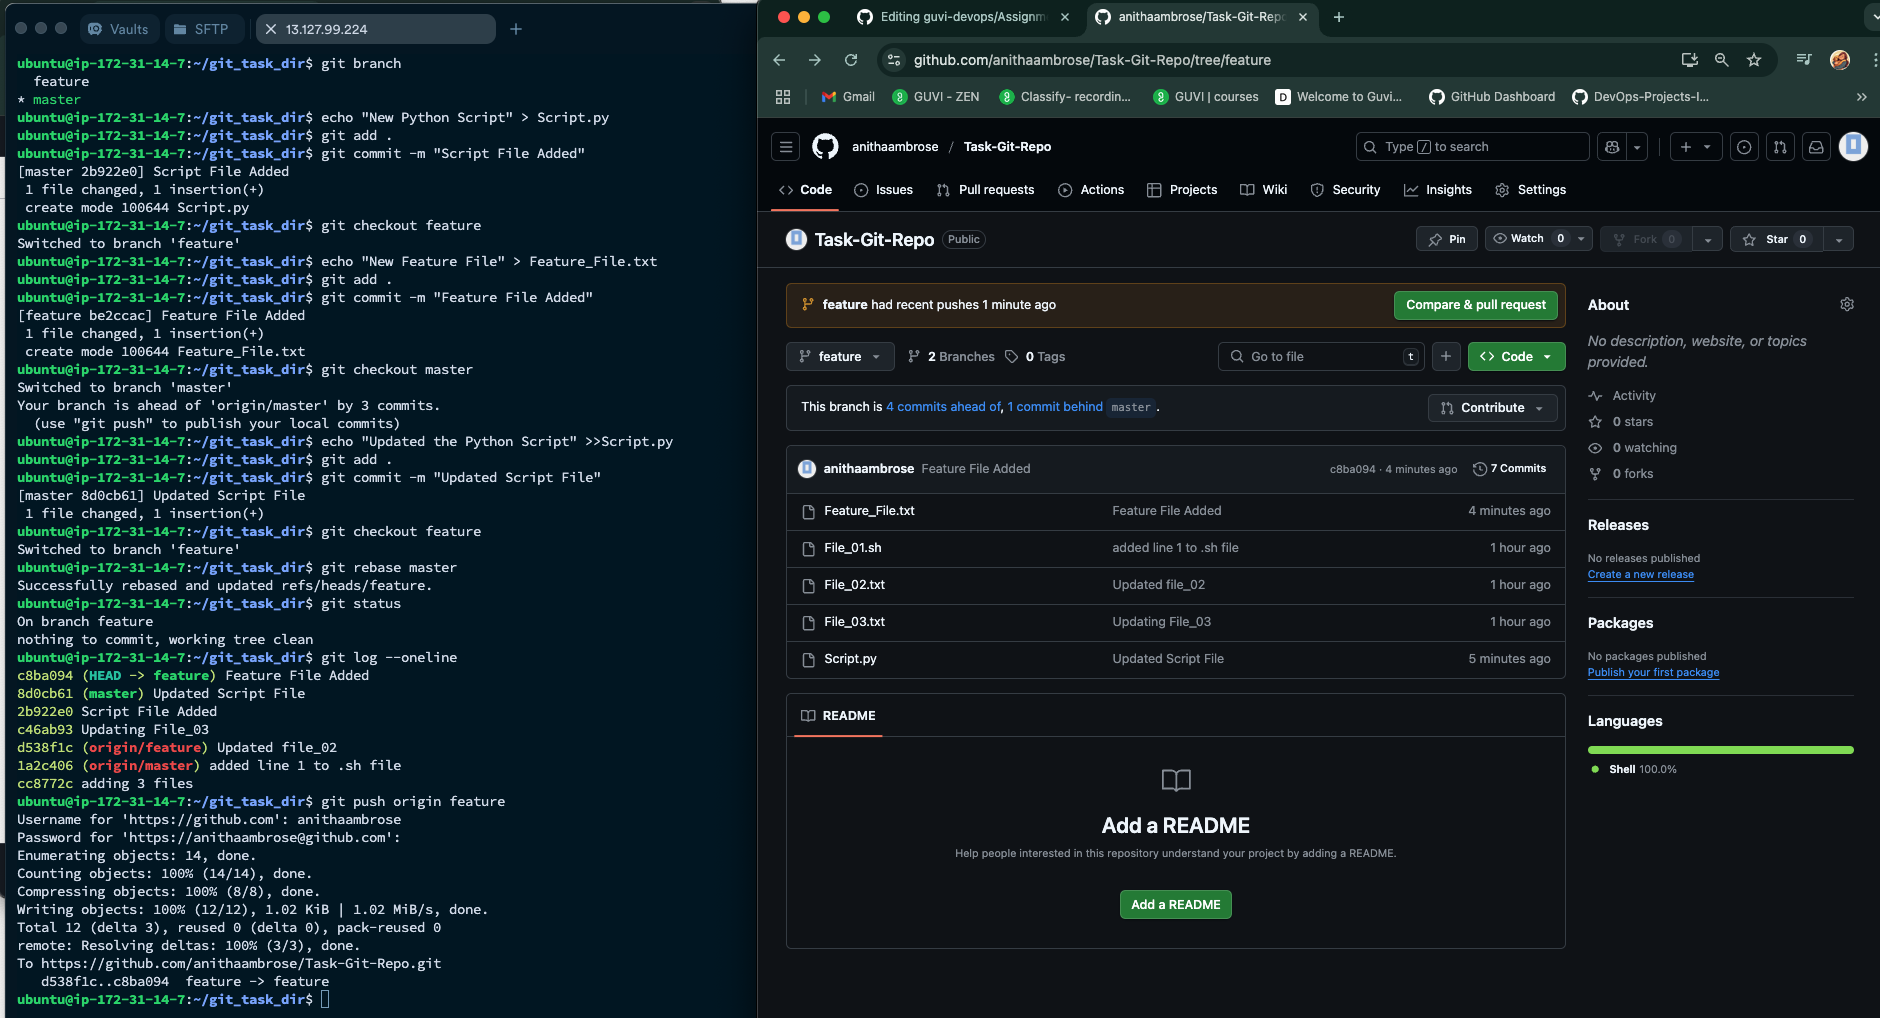 Vaults
SFTP
13.127.99.224
ubuntu@ip-172-31-14-7:~/git_task_dir$ git branch
  feature
* master
ubuntu@ip-172-31-14-7:~/git_task_dir$ echo "New Python Script" > Script.py
ubuntu@ip-172-31-14-7:~/git_task_dir$ git add .
ubuntu@ip-172-31-14-7:~/git_task_dir$ git commit -m "Script File Added"
[master 2b922e0] Script File Added
 1 file changed, 1 insertion(+)
 create mode 100644 Script.py
ubuntu@ip-172-31-14-7:~/git_task_dir$ git checkout feature
Switched to branch 'feature'
ubuntu@ip-172-31-14-7:~/git_task_dir$ echo "New Feature File" > Feature_File.txt
ubuntu@ip-172-31-14-7:~/git_task_dir$ git add .
ubuntu@ip-172-31-14-7:~/git_task_dir$ git commit -m "Feature File Added"
[feature be2ccac] Feature File Added
 1 file changed, 1 insertion(+)
 create mode 100644 Feature_File.txt
ubuntu@ip-172-31-14-7:~/git_task_dir$ git checkout master
Switched to branch 'master'
Your branch is ahead of 'origin/master' by 3 commits.
  (use "git push" to publish your local commits)
ubuntu@ip-172-31-14-7:~/git_task_dir$ echo "Updated the Python Script" >>Script.py
ubuntu@ip-172-31-14-7:~/git_task_dir$ git add .
ubuntu@ip-172-31-14-7:~/git_task_dir$ git commit -m "Updated Script File"
[master 8d0cb61] Updated Script File
 1 file changed, 1 insertion(+)
ubuntu@ip-172-31-14-7:~/git_task_dir$ git checkout feature
Switched to branch 'feature'
ubuntu@ip-172-31-14-7:~/git_task_dir$ git rebase master
Successfully rebased and updated refs/heads/feature.
ubuntu@ip-172-31-14-7:~/git_task_dir$ git status
On branch feature
nothing to commit, working tree clean
ubuntu@ip-172-31-14-7:~/git_task_dir$ git log --oneline
c8ba094 (HEAD -> feature) Feature File Added
8d0cb61 (master) Updated Script File
2b922e0 Script File Added
c46ab93 Updating File_03
d538f1c (origin/feature) Updated file_02
1a2c406 (origin/master) added line 1 to .sh file
cc8772c adding 3 files
ubuntu@ip-172-31-14-7:~/git_task_dir$ git push origin feature
Username for 'https://github.com': anithaambrose
Password for 'https://anithaambrose@github.com':
Enumerating objects: 14, done.
Counting objects: 100% (14/14), done.
Compressing objects: 100% (8/8), done.
Writing objects: 100% (12/12), 1.02 KiB | 1.02 MiB/s, done.
Total 12 (delta 3), reused 0 (delta 0), pack-reused 0
remote: Resolving deltas: 100% (3/3), done.
To https://github.com/anithaambrose/Task-Git-Repo.git
   d538f1c..c8ba094  feature -> feature
ubuntu@ip-172-31-14-7:~/git_task_dir$
Editing guvi-devops/Assignm
anithaambrose/Task-Git-Repo
github.com/anithaambrose/Task-Git-Repo/tree/feature
Gmail
GUVI - ZEN
Classify- recordin...
GUVI | courses
Welcome to Guvi...
GitHub Dashboard
DevOps-Projects-I...
anithaambrose / Task-Git-Repo
Type / to search
Code
Issues
Pull requests
Actions
Projects
Wiki
Security
Insights
Settings
Task-Git-Repo Public
Pin
Watch 0
Fork 0
Star 0
feature had recent pushes 1 minute ago
Compare & pull request
feature
2 Branches
0 Tags
Go to file t
Code
This branch is 4 commits ahead of, 1 commit behind master .
Contribute
anithaambrose Feature File Added c8ba094 · 4 minutes ago 7 Commits
Feature_File.txt Feature File Added 4 minutes ago
File_01.sh added line 1 to .sh file 1 hour ago
File_02.txt Updated file_02 1 hour ago
File_03.txt Updating File_03 1 hour ago
Script.py Updated Script File 5 minutes ago
README
Add a README
Help people interested in this repository understand your project by adding a README.
Add a README
About
No description, website, or topics
provided.
Activity
0 stars
0 watching
0 forks
Releases
No releases published
Create a new release
Packages
No packages published
Publish your first package
Languages
Shell 100.0%